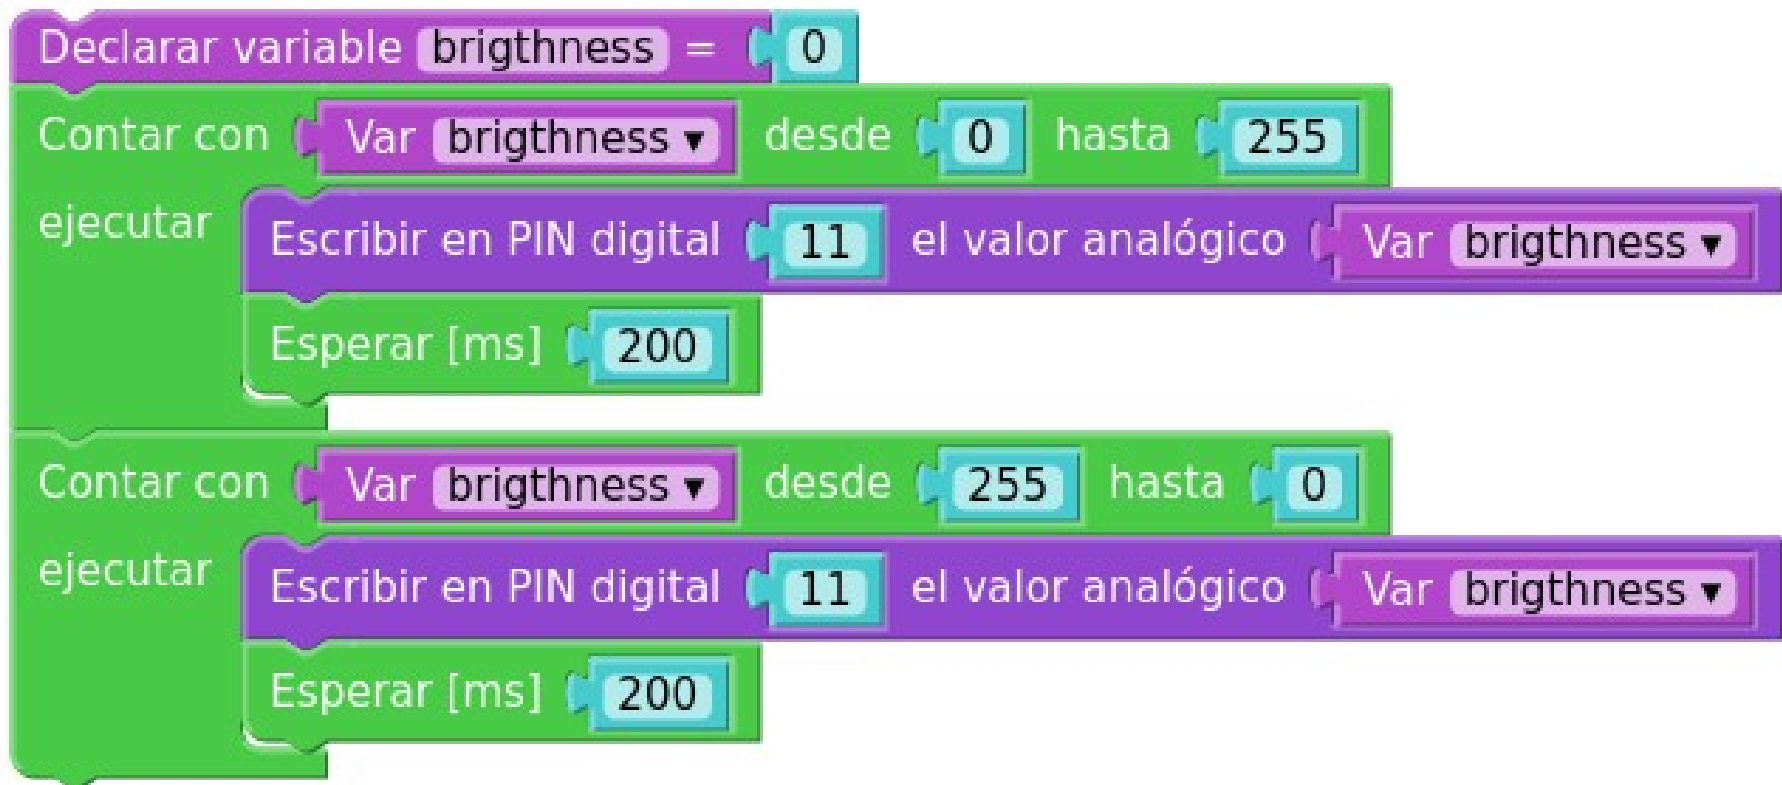 Declarar variable brigthness = 0
Contar con Var brigthness ▼ desde 0 hasta 255
ejecutar Escribir en PIN digital 11 el valor analógico Var brigthness ▼
Esperar [ms] 200
Contar con Var brigthness ▼ desde 255 hasta 0
ejecutar Escribir en PIN digital 11 el valor analógico Var brigthness ▼
Esperar [ms] 200